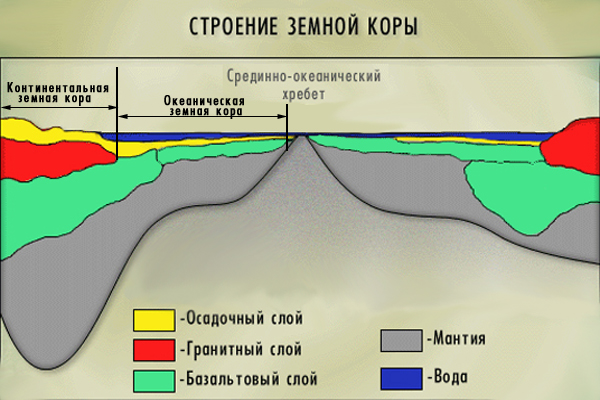 СТРОЕНИЕ ЗЕМНОЙ КОРЫ
Континентальная
земная кора
Океаническая
земная кора
Срединно-океанический
хребет
-Осадочный слой
-Гранитный слой
-Базальтовый слой
-Мантия
-Вода